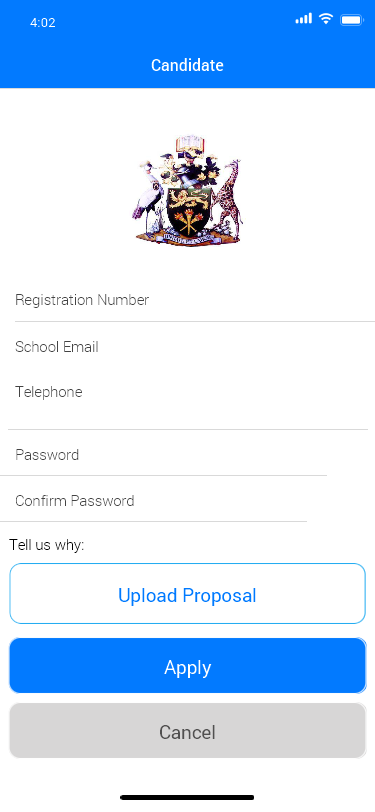 4:02
Candidate
Registration Number
School Email
Telephone
Password
Confirm Password
Tell us why:
Upload Proposal
Apply
Cancel